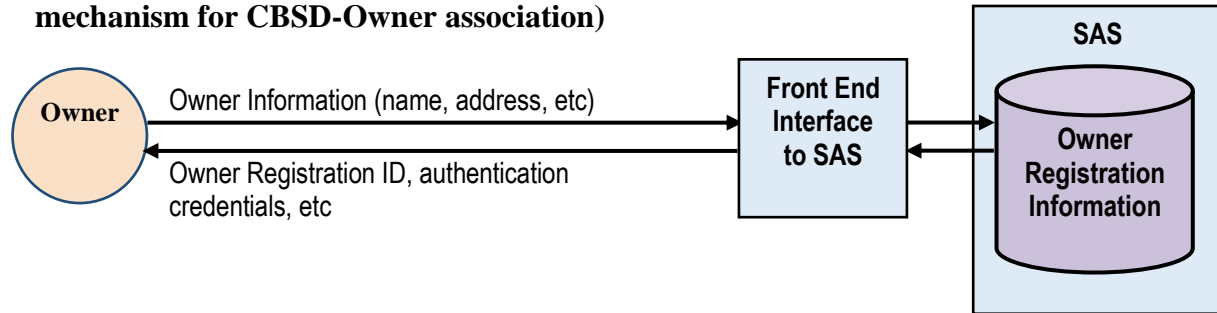 mechanism for CBSD-Owner association)
SAS
Owner
Owner Information (name, address, etc)
Front End
Interface
to SAS
Owner
Registration
Information
Owner Registration ID, authentication
credentials, etc